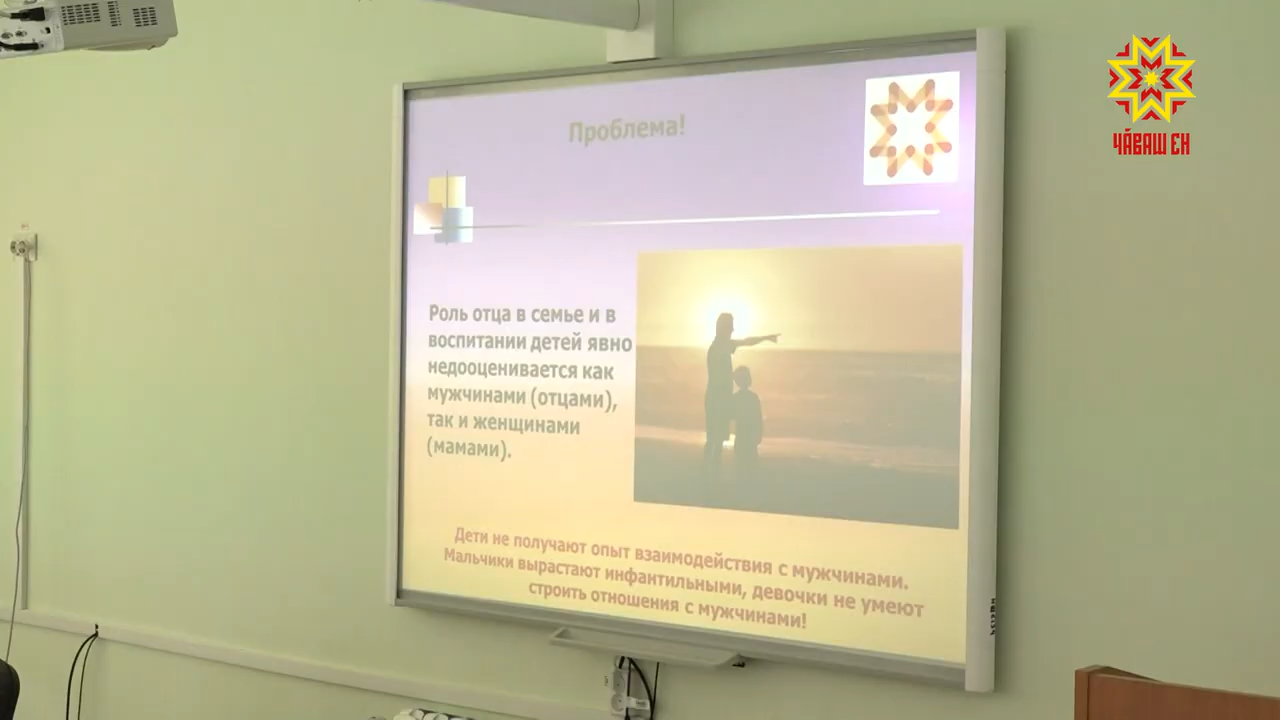 Проблема!
ЧӐВАШ ЕН
Роль отца в семье и в
воспитании детей явно
недооценивается как
мужчинами (отцами),
так и женщинами
(мамами).
Дети не получают опыт взаимодействия с мужчинами.
Мальчики вырастают инфантильными, девочки не умеют
строить отношения с мужчинами!